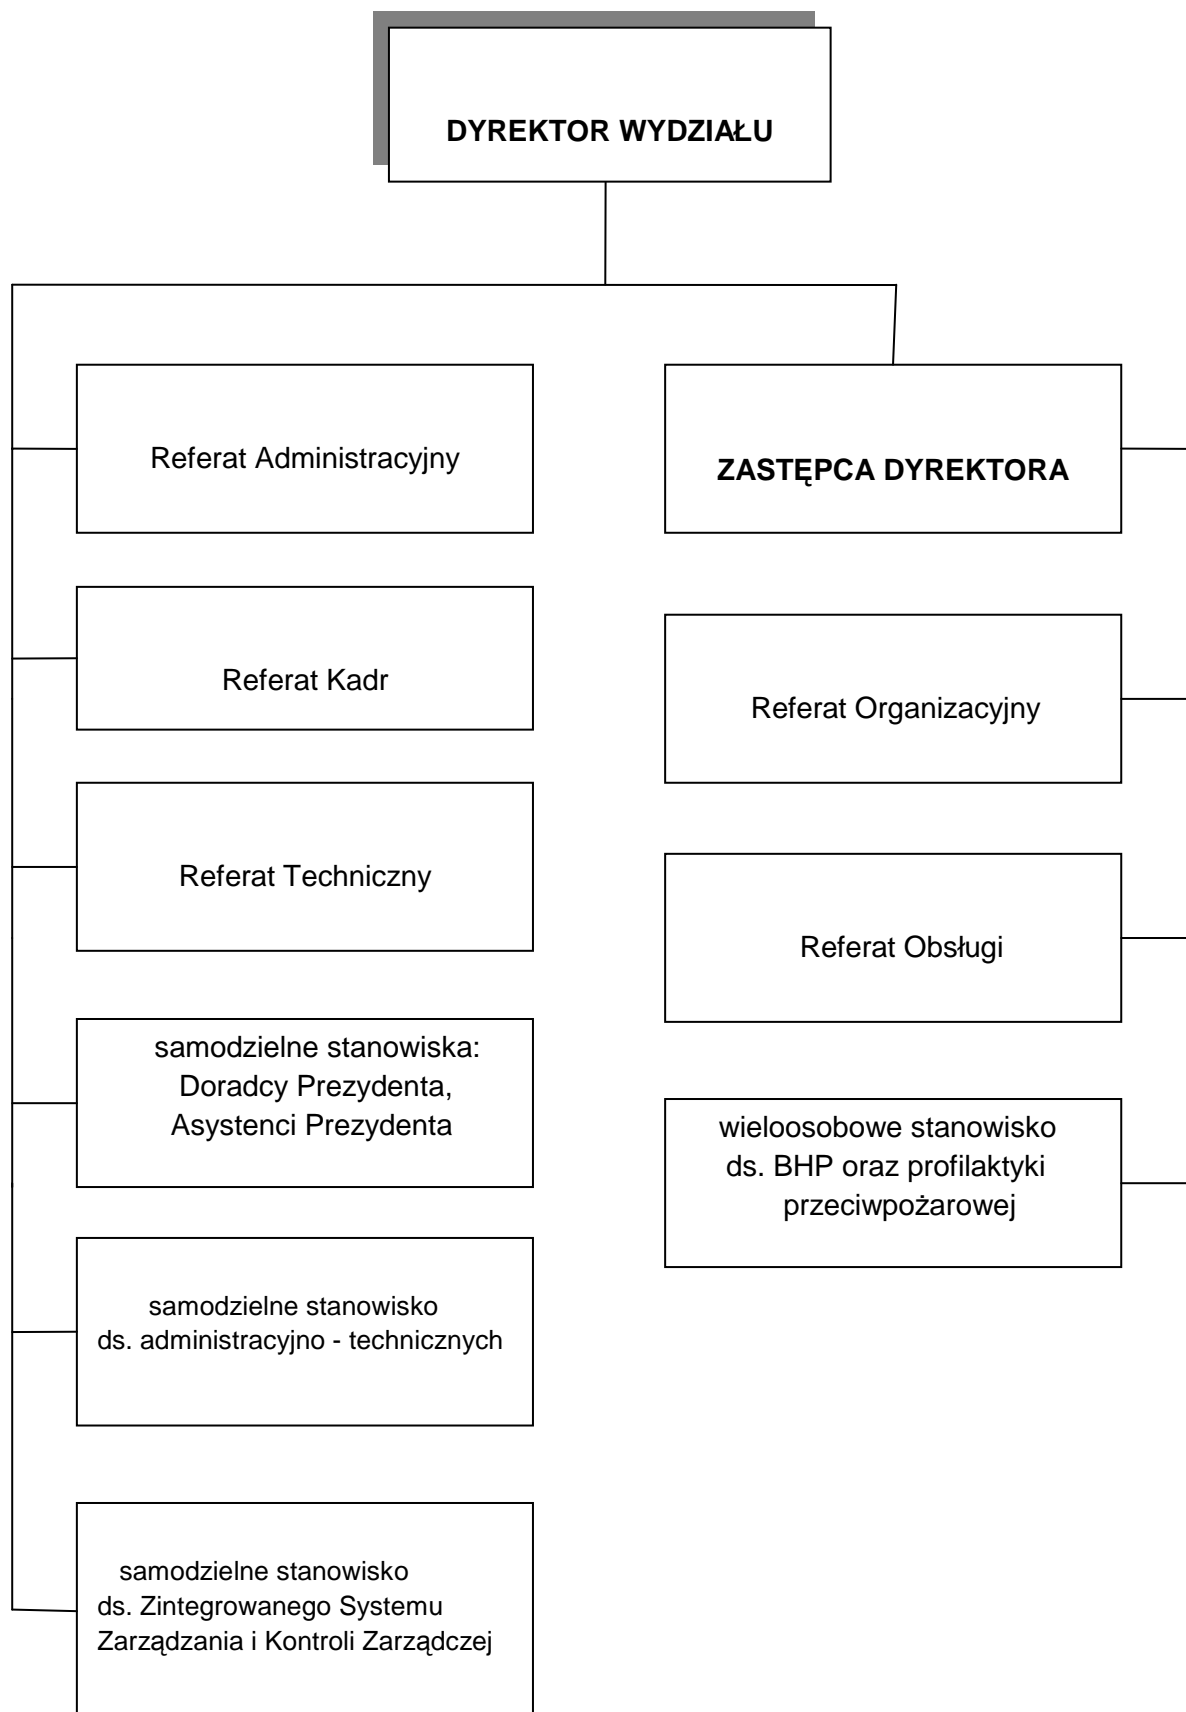 DYREKTOR WYDZIAŁU
Referat Administracyjny
ZASTĘPCA DYREKTORA
Referat Kadr
Referat Organizacyjny
Referat Techniczny
Referat Obsługi
samodzielne stanowiska:
Doradcy Prezydenta,
Asystenci Prezydenta
wieloosobowe stanowisko
ds. BHP oraz profilaktyki
przeciwpożarowej
samodzielne stanowisko
ds. administracyjno - technicznych
samodzielne stanowisko
ds. Zintegrowanego Systemu
Zarządzania i Kontroli Zarządczej